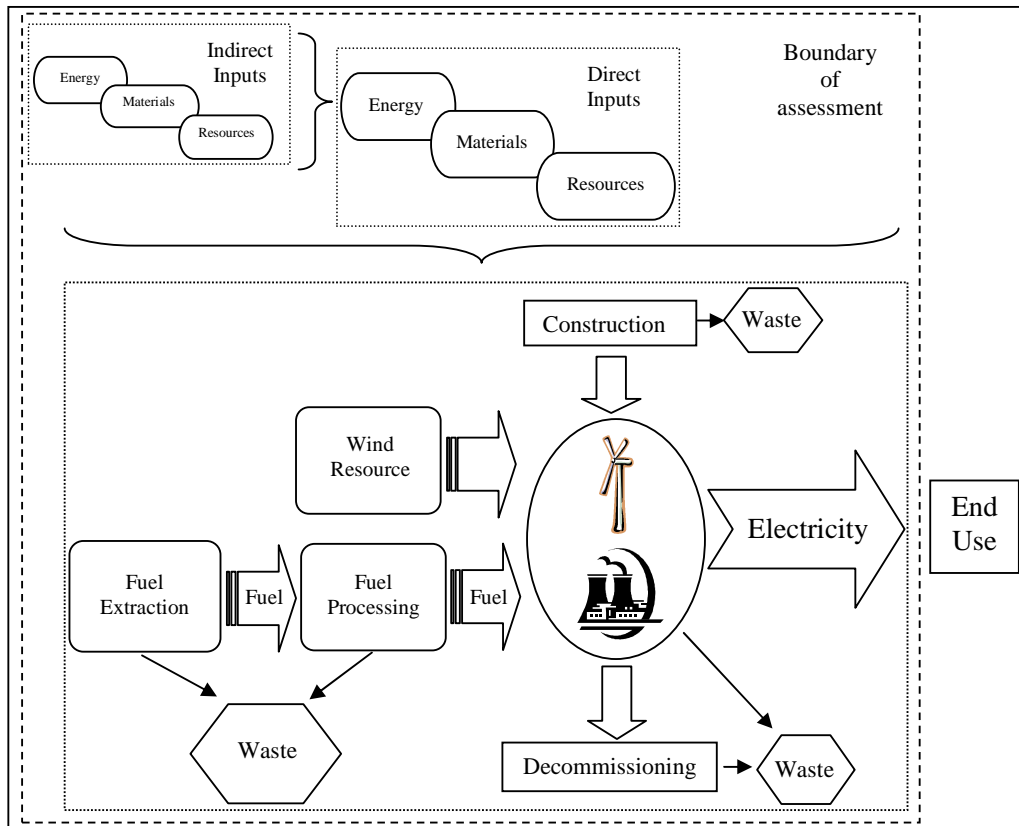 Indirect
Inputs
Energy
Materials
Resources
Direct
Inputs
Energy
Materials
Resources
Boundary
of
assessment
Construction
Waste
Wind
Resource
Electricity
End
Use
Fuel
Extraction
Fuel
Fuel
Processing
Fuel
Waste
Decommissioning
Waste